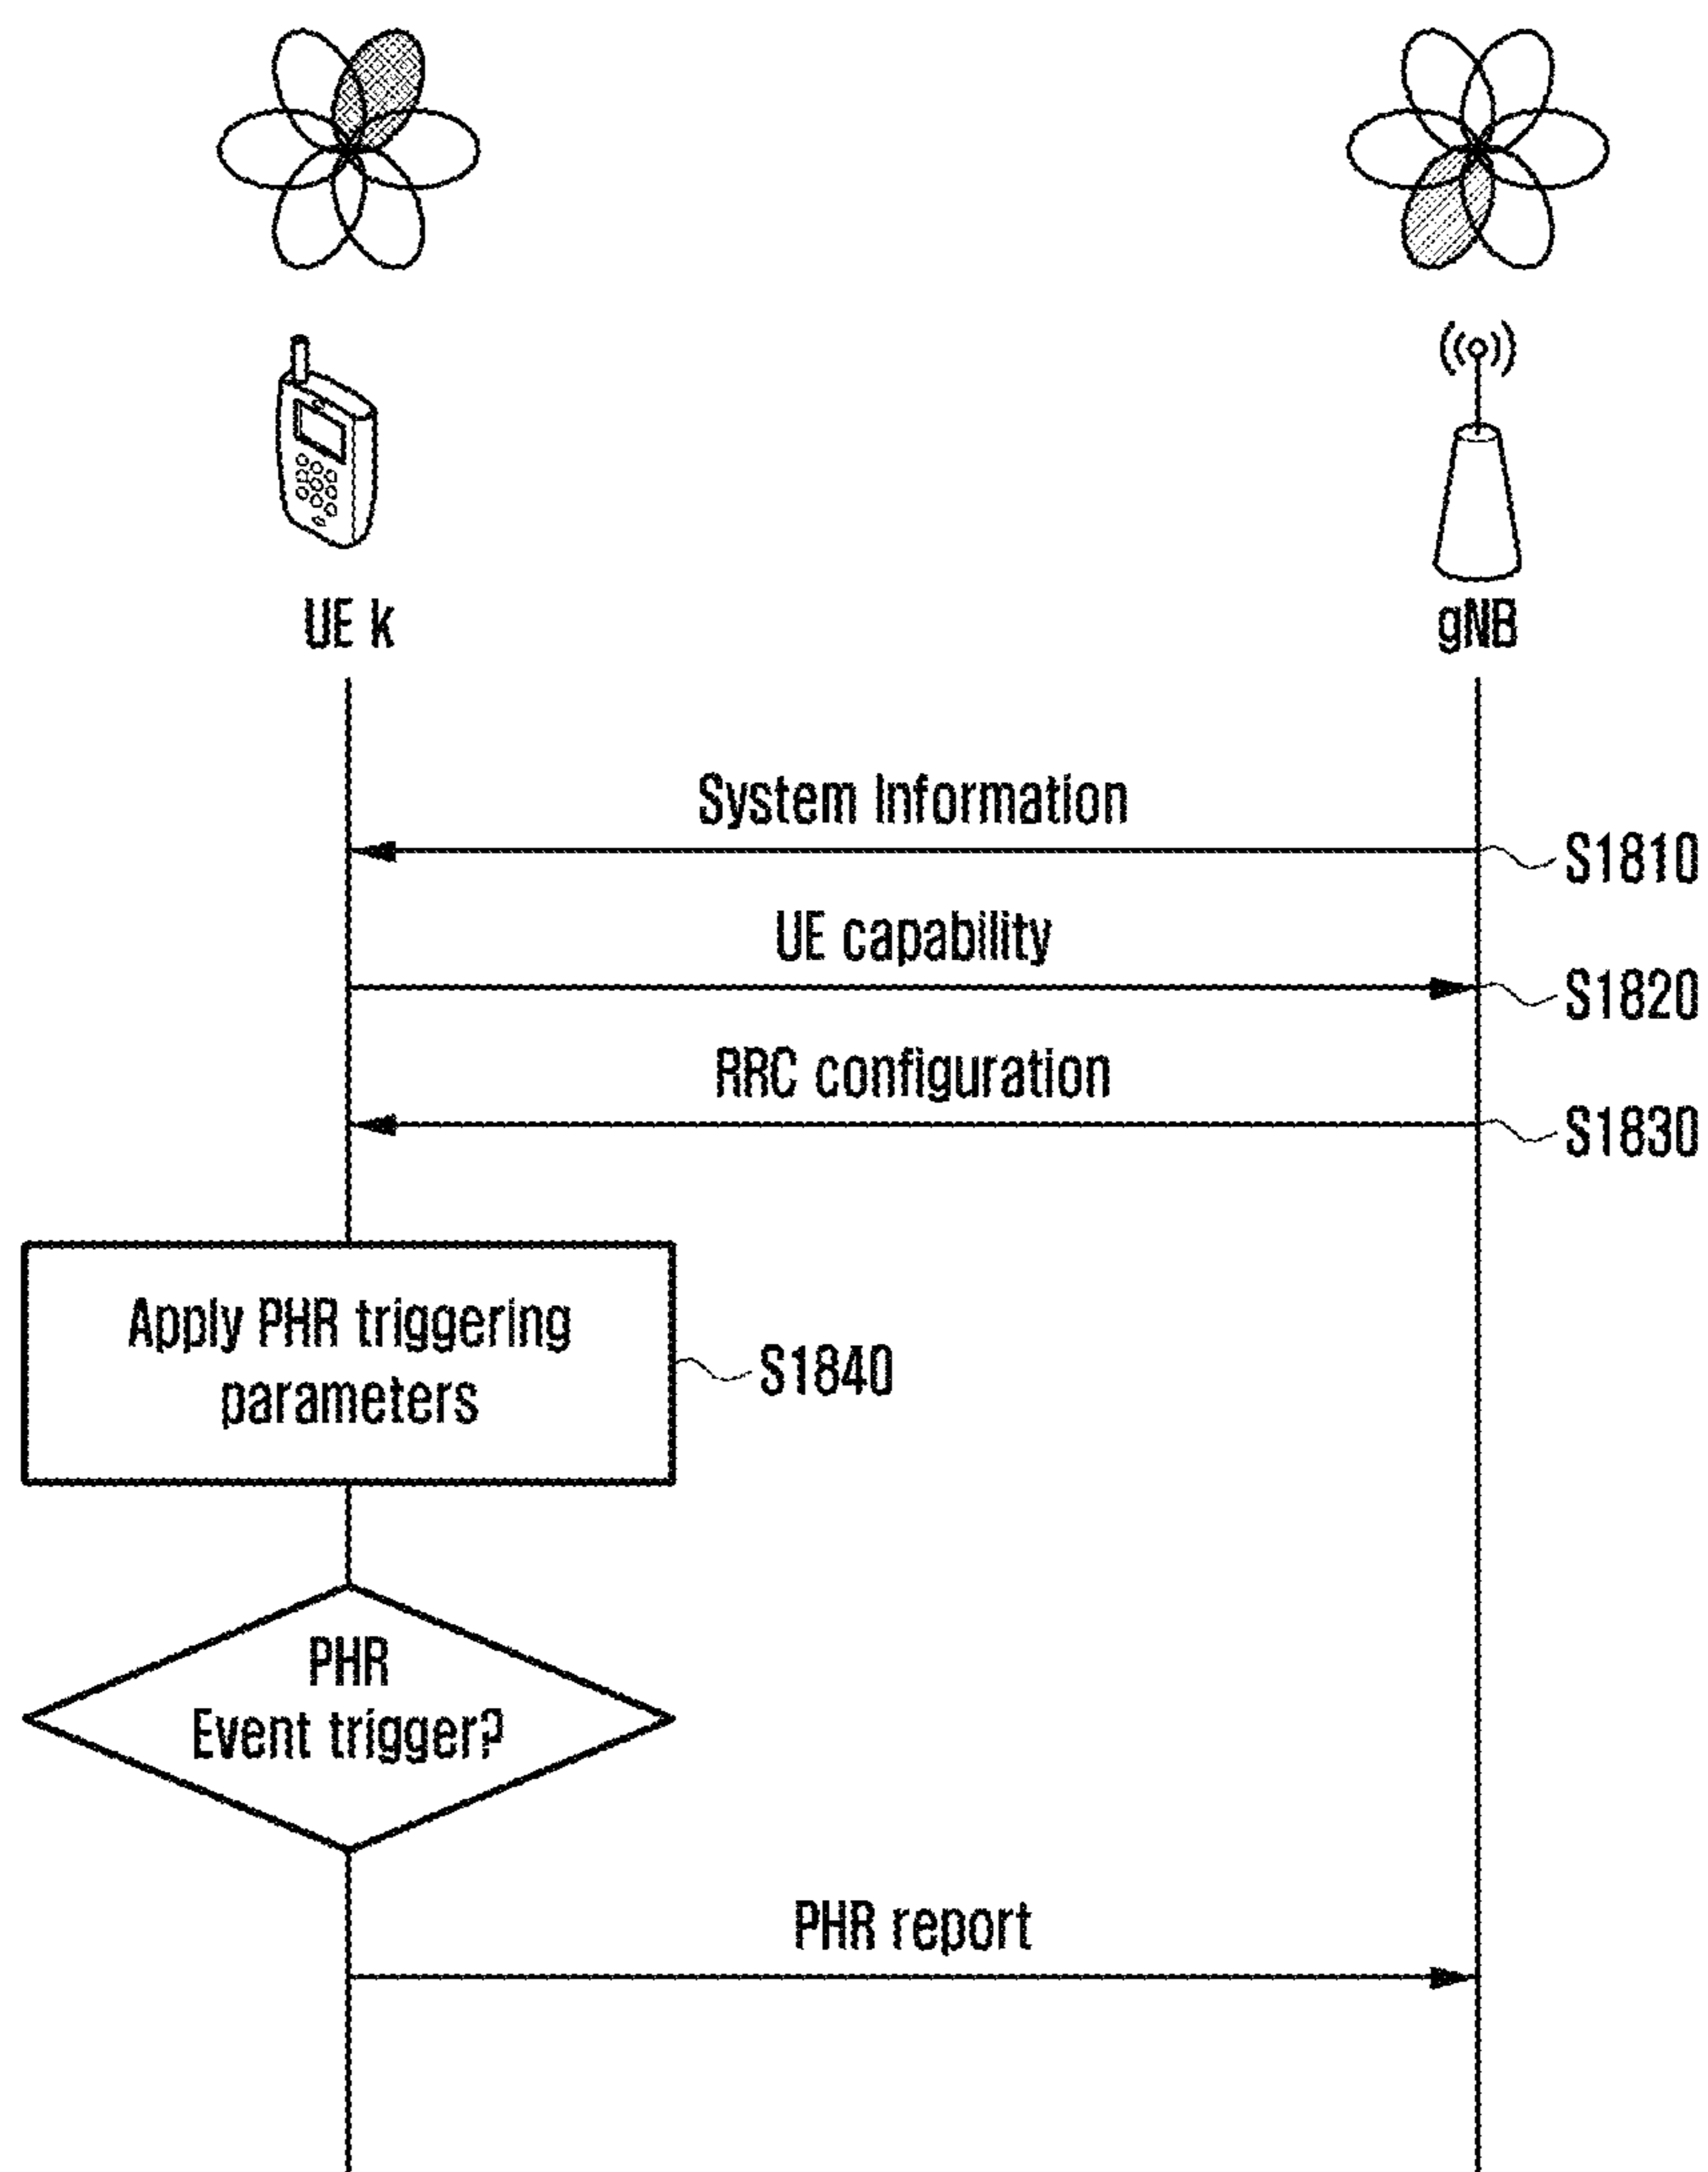 UE k
gNB
System Information
S1810
UE capability
S1820
RRC configuration
S1830
Apply PHR triggering
parameters
S1840
PHR
Event trigger?
PHR report